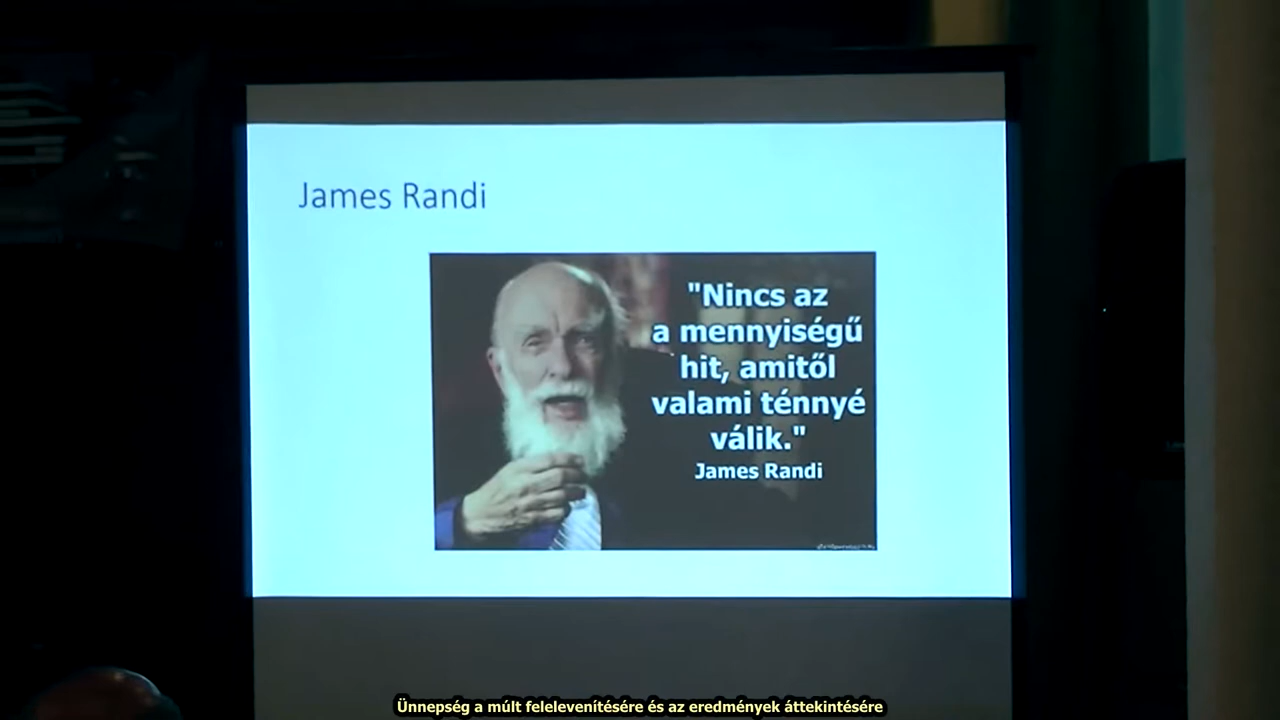 James Randi
"Nincs az
a mennyiségű
hit, amitől
valami ténnyé
válik."
James Randi
Ünnepség a múlt felelevenítésére és az eredmények áttekintésére